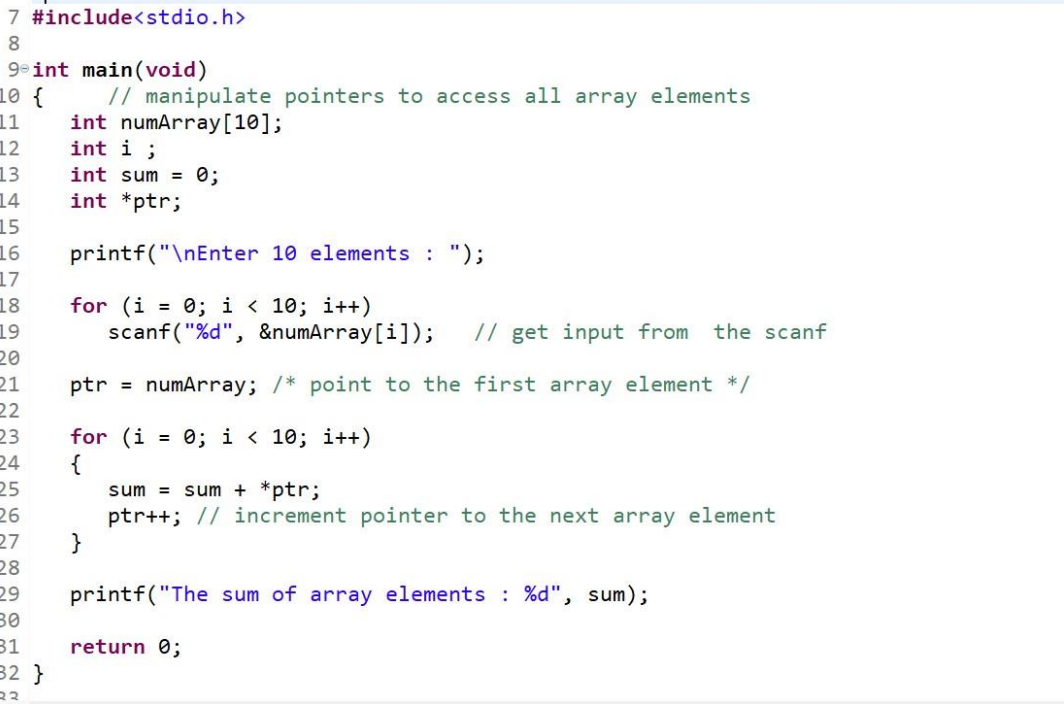 7 #include<stdio.h>
8
9 int main(void)
10 {     // manipulate pointers to access all array elements
11    int numArray[10];
12    int i ;
13    int sum = 0;
14    int *ptr;
15
16    printf("\nEnter 10 elements : ");
17
18    for (i = 0; i < 10; i++)
19       scanf("%d", &numArray[i]);   // get input from  the scanf
20
21    ptr = numArray; /* point to the first array element */
22
23    for (i = 0; i < 10; i++)
24    {
25       sum = sum + *ptr;
26       ptr++; // increment pointer to the next array element
27    }
28
29    printf("The sum of array elements : %d", sum);
30
31    return 0;
32 }
33